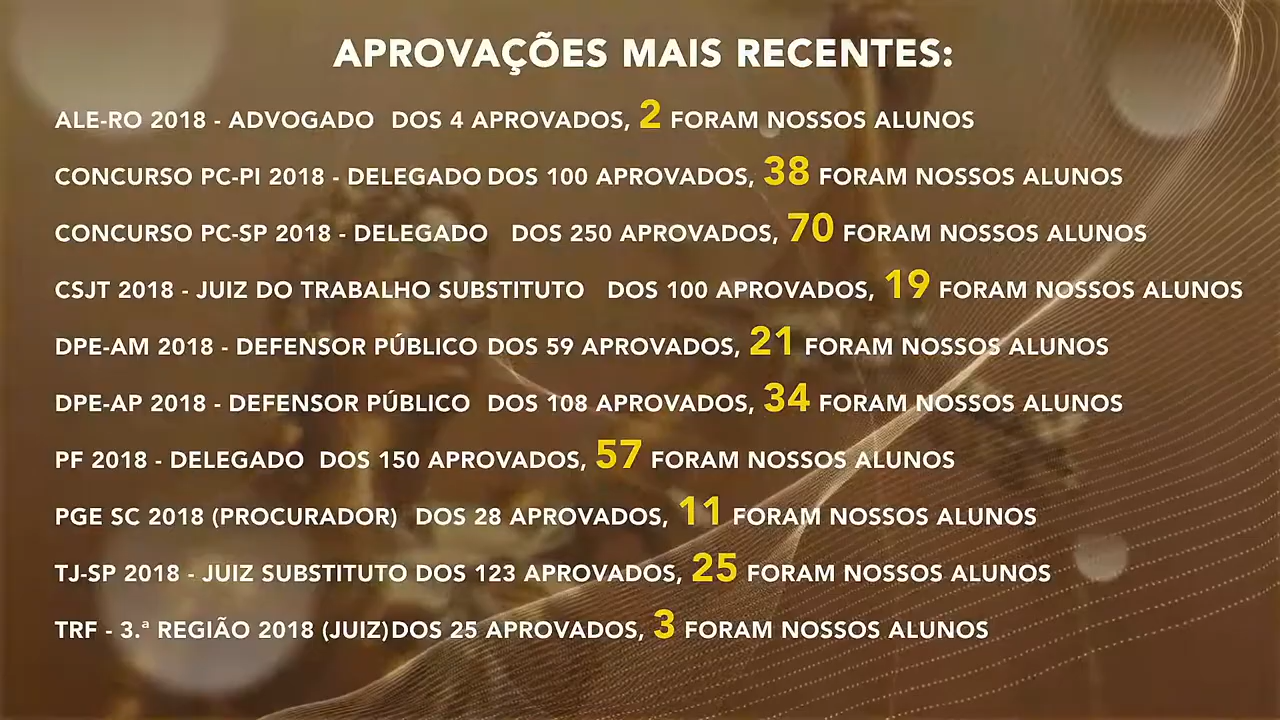 APROVAÇÕES MAIS RECENTES:
ALE-RO 2018 - ADVOGADO DOS 4 APROVADOS, 2 FORAM NOSSOS ALUNOS
CONCURSO PC-PI 2018 - DELEGADO DOS 100 APROVADOS, 38 FORAM NOSSOS ALUNOS
CONCURSO PC-SP 2018 - DELEGADO DOS 250 APROVADOS, 70 FORAM NOSSOS ALUNOS
CSJT 2018 - JUIZ DO TRABALHO SUBSTITUTO DOS 100 APROVADOS, 19 FORAM NOSSOS ALUNOS
DPE-AM 2018 - DEFENSOR PÚBLICO DOS 59 APROVADOS, 21 FORAM NOSSOS ALUNOS
DPE-AP 2018 - DEFENSOR PÚBLICO DOS 108 APROVADOS, 34 FORAM NOSSOS ALUNOS
PF 2018 - DELEGADO DOS 150 APROVADOS, 57 FORAM NOSSOS ALUNOS
PGE SC 2018 (PROCURADOR) DOS 28 APROVADOS, 11 FORAM NOSSOS ALUNOS
TJ-SP 2018 - JUIZ SUBSTITUTO DOS 123 APROVADOS, 25 FORAM NOSSOS ALUNOS
TRF - 3.ª REGIÃO 2018 (JUIZ)DOS 25 APROVADOS, 3 FORAM NOSSOS ALUNOS